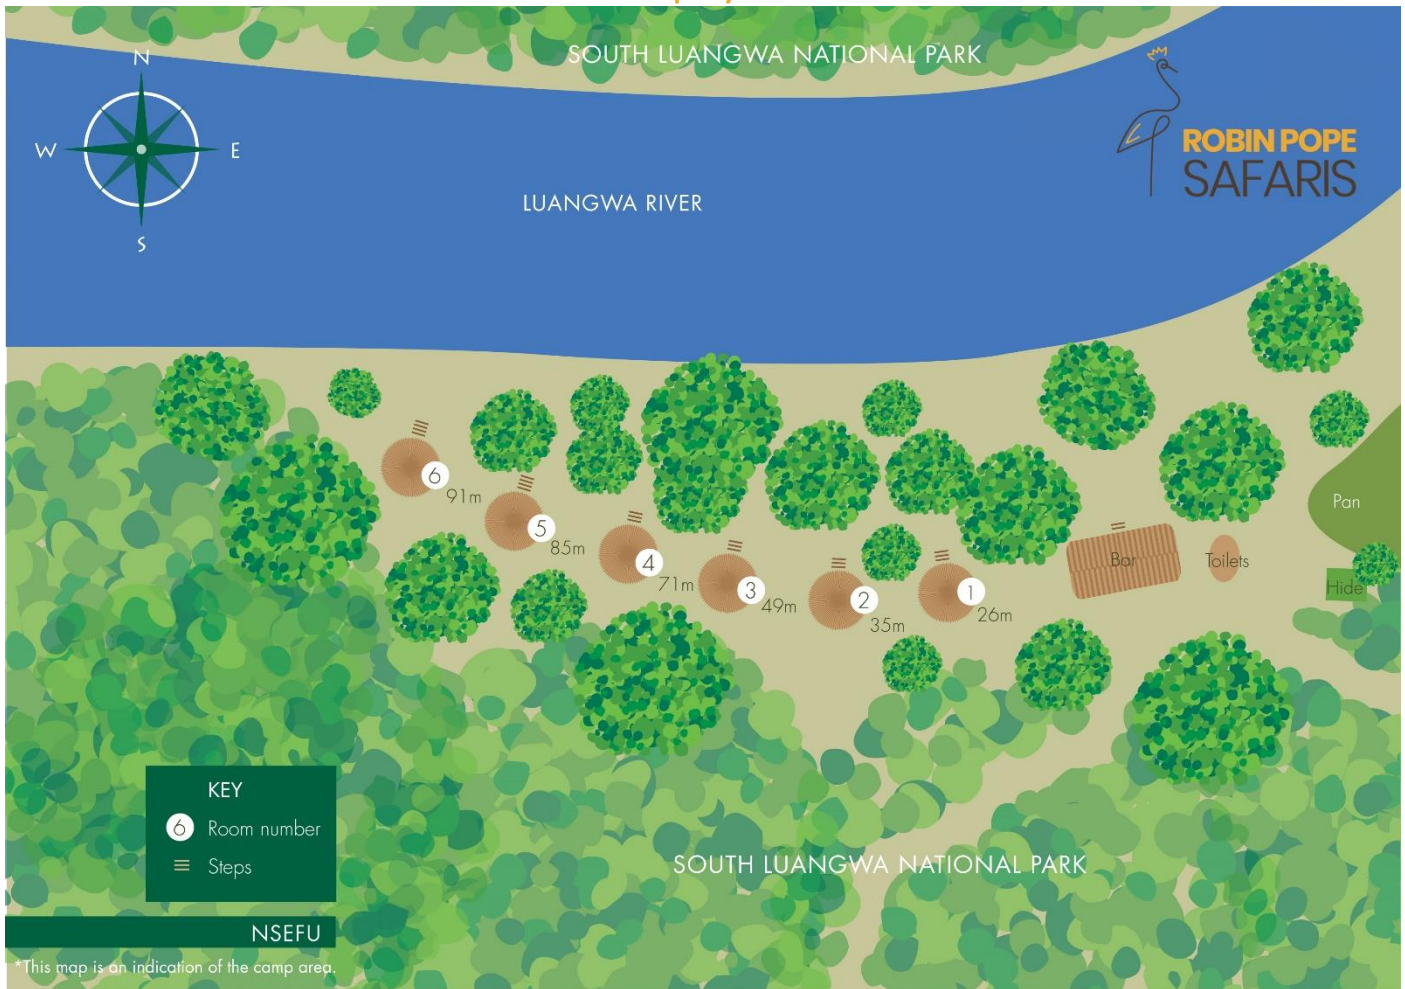 SOUTH LUANGWA NATIONAL PARK
N
W
E
S
ROBIN POPE
SAFARIS
LUANGWA RIVER
6
91m
5
85m
4
71m
3
49m
2
35m
1
26m
Bar
Toilets
Pan
Hide
KEY
6 Room number
Steps
SOUTH LUANGWA NATIONAL PARK
NSEFU
*This map is an indication of the camp area.